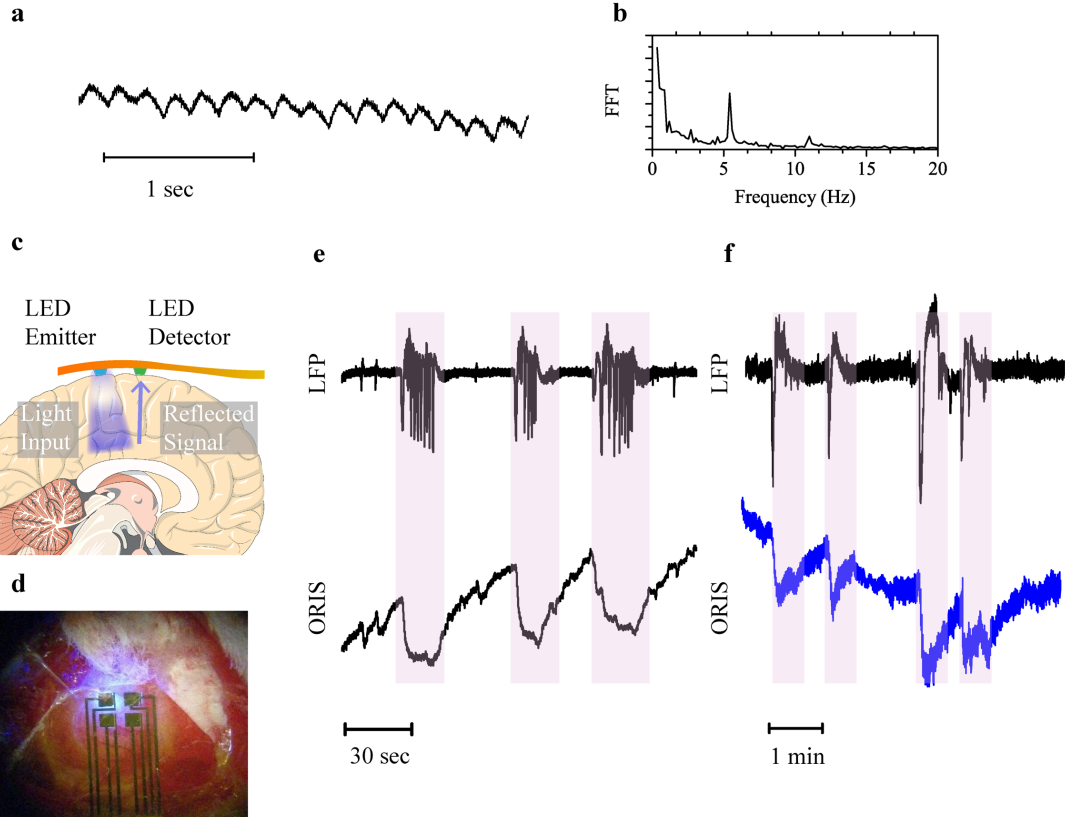 a
1 sec
b
FFT
0 5 10 15 20
Frequency (Hz)
c
LED
Emitter
LED
Detector
Light
Input
Reflected
Signal
d
e
LFP
ORIS
30 sec
f
LFP
ORIS
1 min